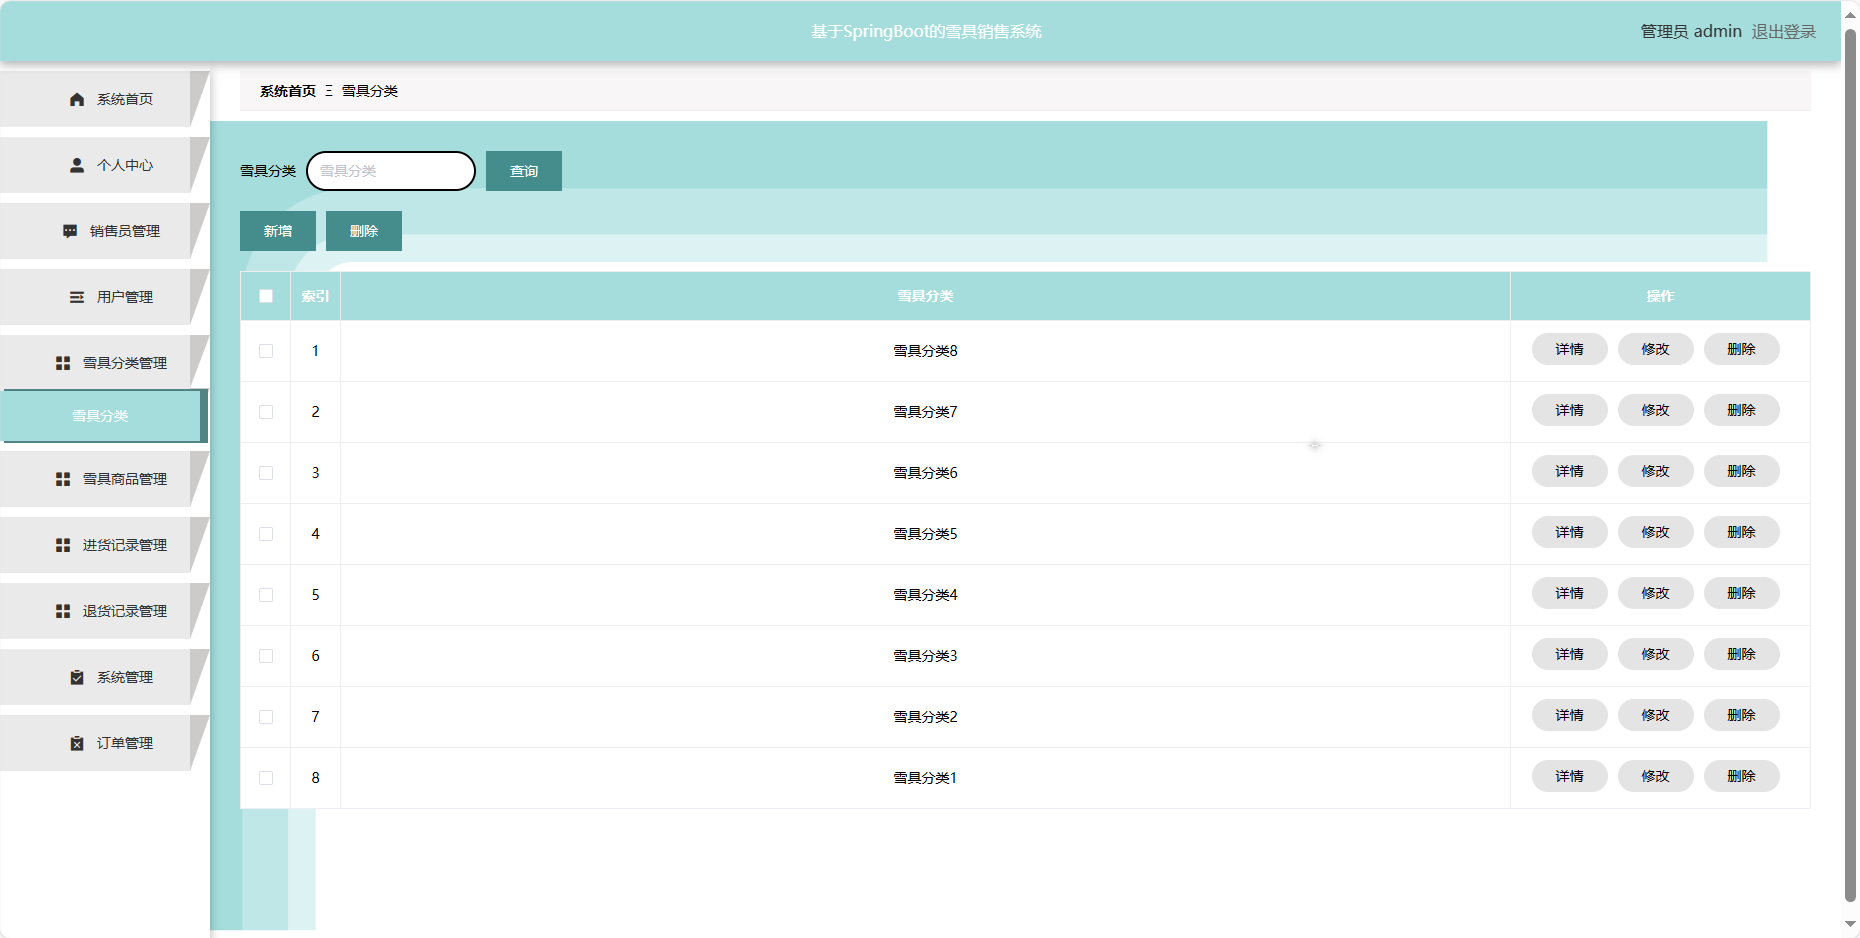 基于SpringBoot的雪具销售系统
管理员 admin 退出登录
系统首页
个人中心
销售员管理
用户管理
雪具分类管理
雪具分类
雪具商品管理
进货记录管理
退货记录管理
系统管理
订单管理
系统首页 Ξ 雪具分类
雪具分类 雪具分类 查询
新增 删除
索引 雪具分类 操作
1 雪具分类8 详情 修改 删除
2 雪具分类7 详情 修改 删除
3 雪具分类6 详情 修改 删除
4 雪具分类5 详情 修改 删除
5 雪具分类4 详情 修改 删除
6 雪具分类3 详情 修改 删除
7 雪具分类2 详情 修改 删除
8 雪具分类1 详情 修改 删除